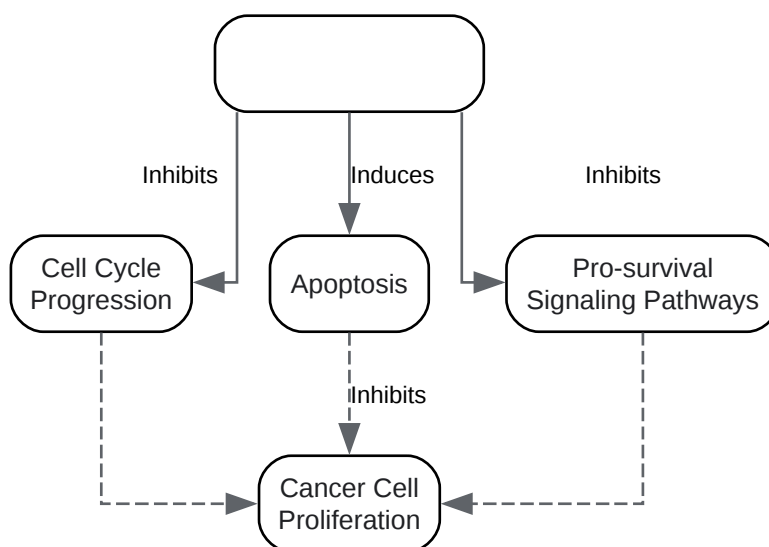 Inhibits
Induces
Inhibits
Cell Cycle
Progression
Apoptosis
Pro-survival
Signaling Pathways
Inhibits
Cancer Cell
Proliferation